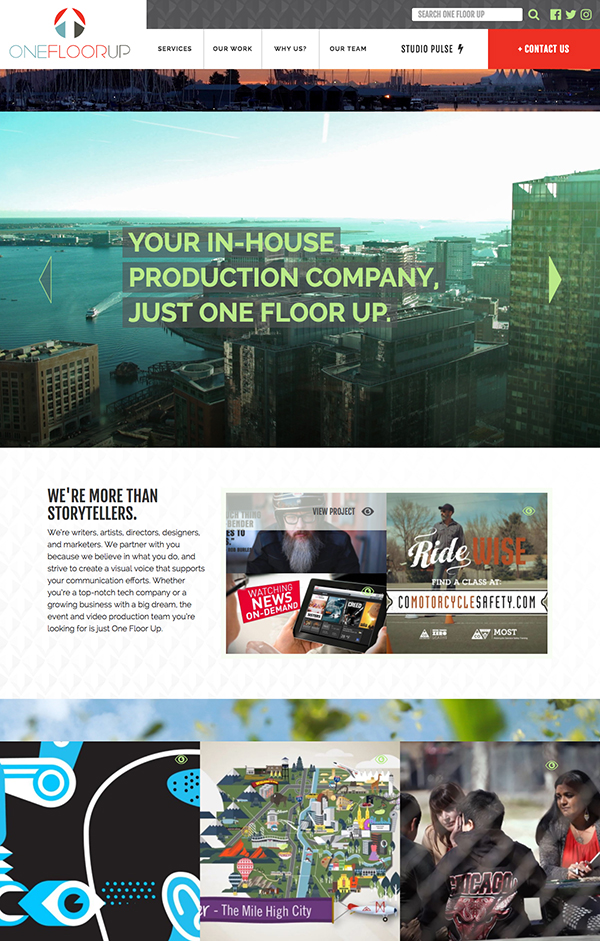 SEARCH ONE FLOOR UP
ONEFLOORUP
SERVICES
OUR WORK
WHY US?
OUR TEAM
STUDIO PULSE
+ CONTACT US
YOUR IN-HOUSE
PRODUCTION COMPANY,
JUST ONE FLOOR UP.
WE'RE MORE THAN
STORYTELLERS.
We're writers, artists, directors, designers,
and marketers. We partner with you
because we believe in what you do, and
strive to create a visual voice that supports
your communication efforts. Whether
you're a top-notch tech company or a
growing business with a big dream, the
event and video production team you're
looking for is just One Floor Up.
VIEW PROJECT
Ride WISE
FIND A CLASS AT:
COMOTORCYCLESAFETY.COM
ZERO
MOST
WATCHING
NEWS
ON-DEMAND
CREED
- The Mile High City
CHICAGO